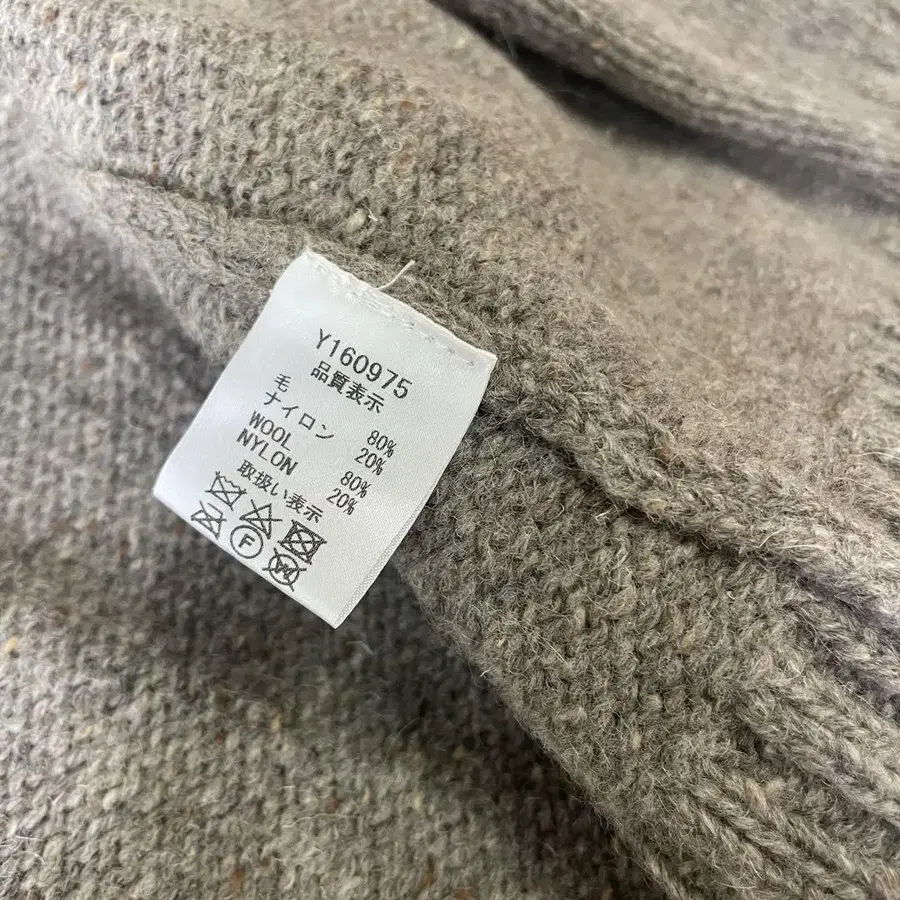 Y160975
品質表示
毛 80%
ナイロン 20%
WOOL 80%
NYLON 20%
取扱い表示
F